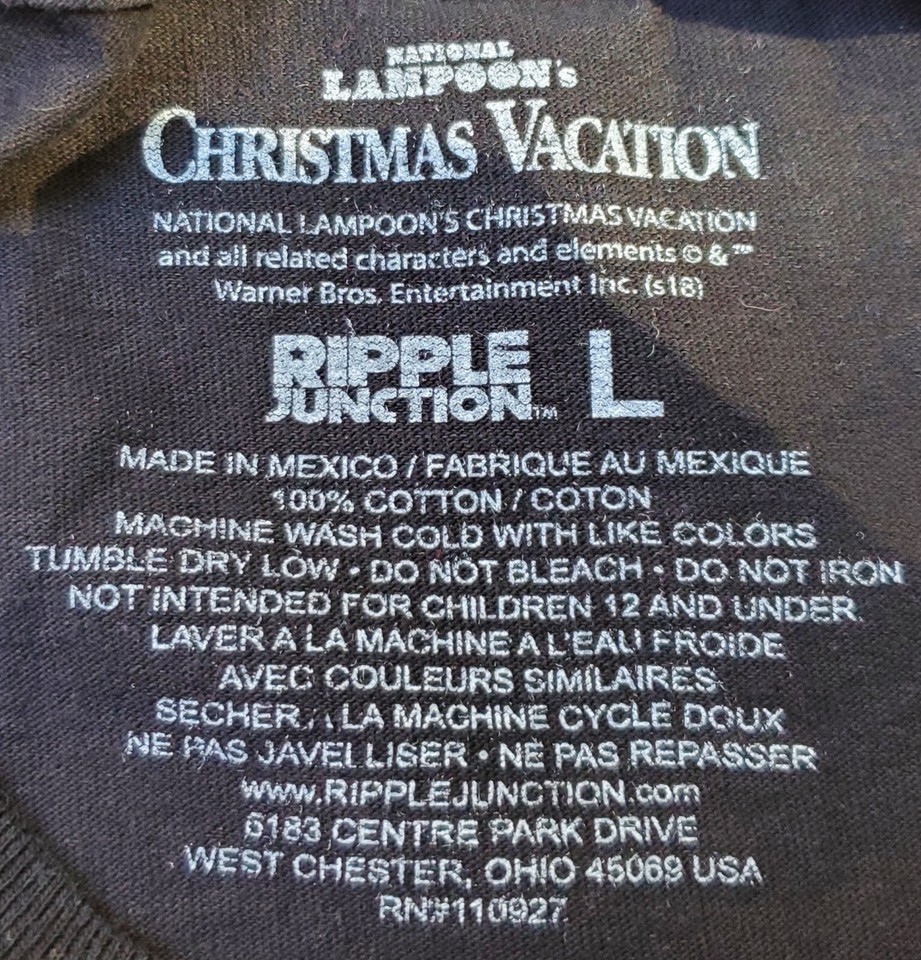 NATIONAL
LAMPOON's
CHRISTMAS VACATION
NATIONAL LAMPOON'S CHRISTMAS VACATION
and all related characters and elements © & ™
Warner Bros. Entertainment Inc. (s18)
RIPPLE
JUNCTION™ L
MADE IN MEXICO / FABRIQUE AU MEXIQUE
100% COTTON / COTON
MACHINE WASH COLD WITH LIKE COLORS
TUMBLE DRY LOW • DO NOT BLEACH • DO NOT IRON
NOT INTENDED FOR CHILDREN 12 AND UNDER.
LAVER A LA MACHINE A L'EAU FROIDE
AVEC COULEURS SIMILAIRES
SECHER A LA MACHINE CYCLE DOUX
NE PAS JAVELLISER • NE PAS REPASSER
www.RIPPLEJUNCTION.com
6183 CENTRE PARK DRIVE
WEST CHESTER, OHIO 45069 USA
RN#110927